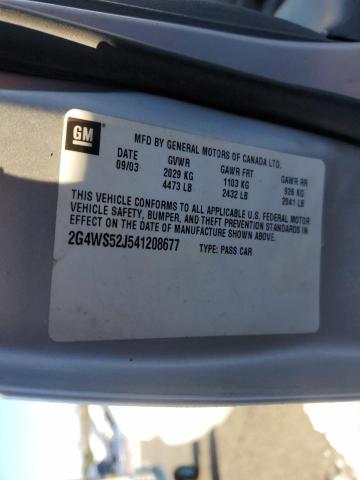 GM
MFD BY GENERAL MOTORS OF CANADA LTD.
DATE GVWR GAWR FRT GAWR RR
09/03 2029 KG 1103 KG 926 KG
4473 LB 2432 LB 2041 LB
THIS VEHICLE CONFORMS TO ALL APPLICABLE U.S. FEDERAL MOTOR
VEHICLE SAFETY, BUMPER, AND THEFT PREVENTION STANDARDS IN
EFFECT ON THE DATE OF MANUFACTURE SHOWN ABOVE.
2G4WS52J541208677 TYPE: PASS CAR